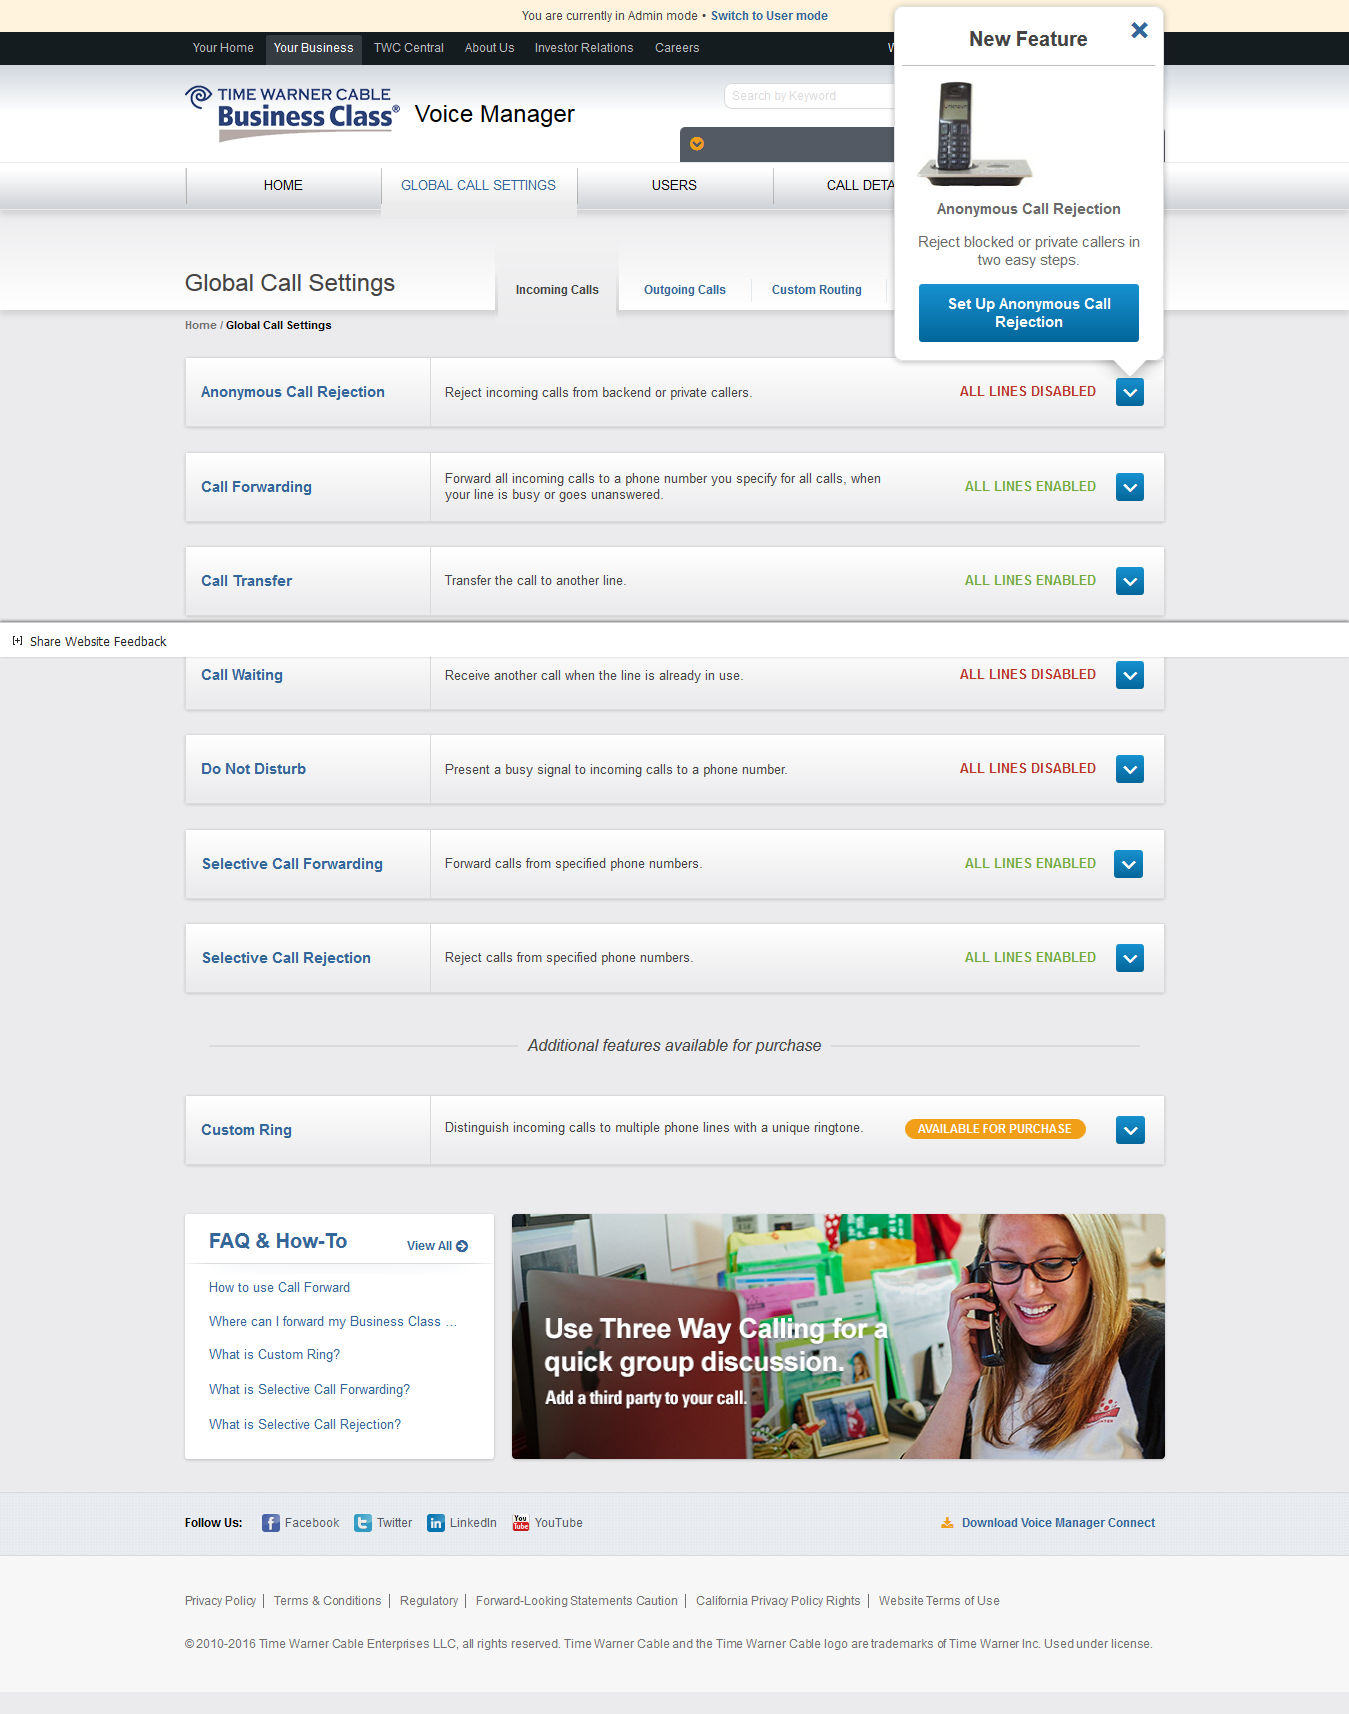 You are currently in Admin mode • Switch to User mode
Your Home Your Business TWC Central About Us Investor Relations Careers
New Feature
TIME WARNER CABLE
Business Class® Voice Manager
Search by Keyword
HOME GLOBAL CALL SETTINGS USERS CALL DETA
Anonymous Call Rejection
Reject blocked or private callers in
two easy steps.
Set Up Anonymous Call
Rejection
Global Call Settings
Incoming Calls Outgoing Calls Custom Routing
Home / Global Call Settings
Anonymous Call Rejection Reject incoming calls from backend or private callers. ALL LINES DISABLED
Call Forwarding Forward all incoming calls to a phone number you specify for all calls, when
your line is busy or goes unanswered. ALL LINES ENABLED
Call Transfer Transfer the call to another line. ALL LINES ENABLED
[+] Share Website Feedback
Call Waiting Receive another call when the line is already in use. ALL LINES DISABLED
Do Not Disturb Present a busy signal to incoming calls to a phone number. ALL LINES DISABLED
Selective Call Forwarding Forward calls from specified phone numbers. ALL LINES ENABLED
Selective Call Rejection Reject calls from specified phone numbers. ALL LINES ENABLED
Additional features available for purchase
Custom Ring Distinguish incoming calls to multiple phone lines with a unique ringtone. AVAILABLE FOR PURCHASE
FAQ & How-To View All
How to use Call Forward
Where can I forward my Business Class ...
What is Custom Ring?
What is Selective Call Forwarding?
What is Selective Call Rejection?
Use Three Way Calling for a
quick group discussion.
Add a third party to your call.
Follow Us: Facebook Twitter LinkedIn YouTube Download Voice Manager Connect
Privacy Policy | Terms & Conditions | Regulatory | Forward-Looking Statements Caution | California Privacy Policy Rights | Website Terms of Use
© 2010-2016 Time Warner Cable Enterprises LLC, all rights reserved. Time Warner Cable and the Time Warner Cable logo are trademarks of Time Warner Inc. Used under license.